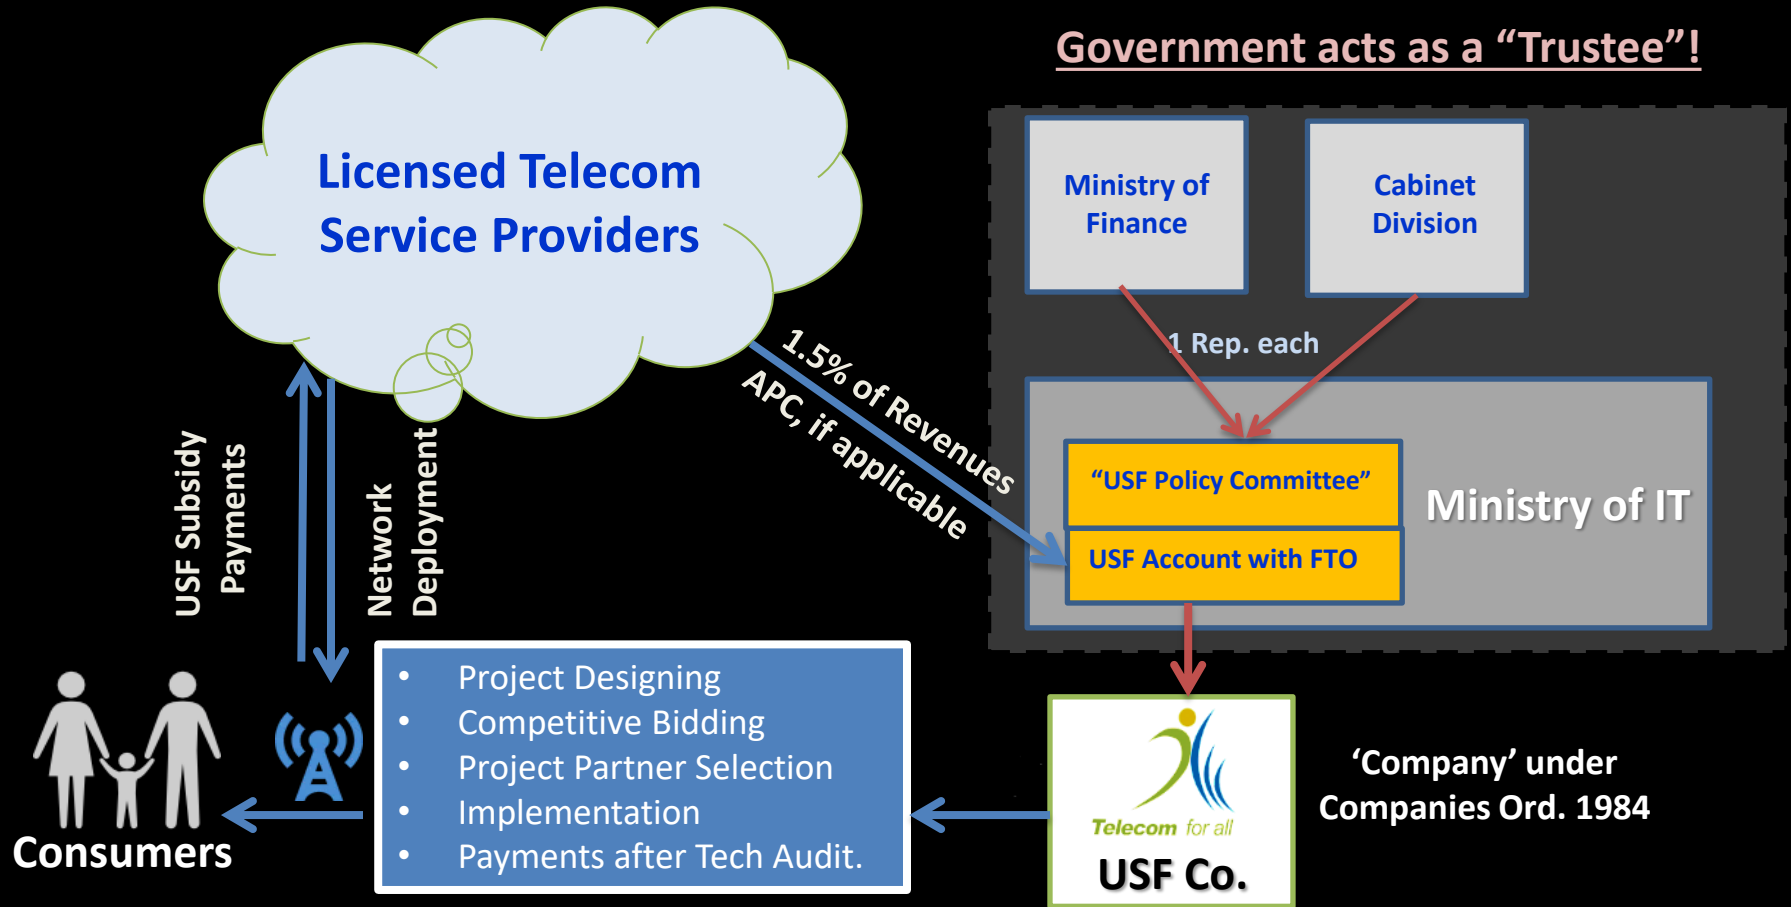 Government acts as a “Trustee”!
Licensed Telecom
Service Providers
Ministry of
Finance
Cabinet
Division
1 Rep. each
1.5% of Revenues
APC, if applicable
“USF Policy Committee”
USF Account with FTO
Ministry of IT
USF Subsidy
Payments
Network
Deployment
• Project Designing
• Competitive Bidding
• Project Partner Selection
• Implementation
• Payments after Tech Audit.
Consumers
Telecom for all
USF Co.
‘Company’ under
Companies Ord. 1984